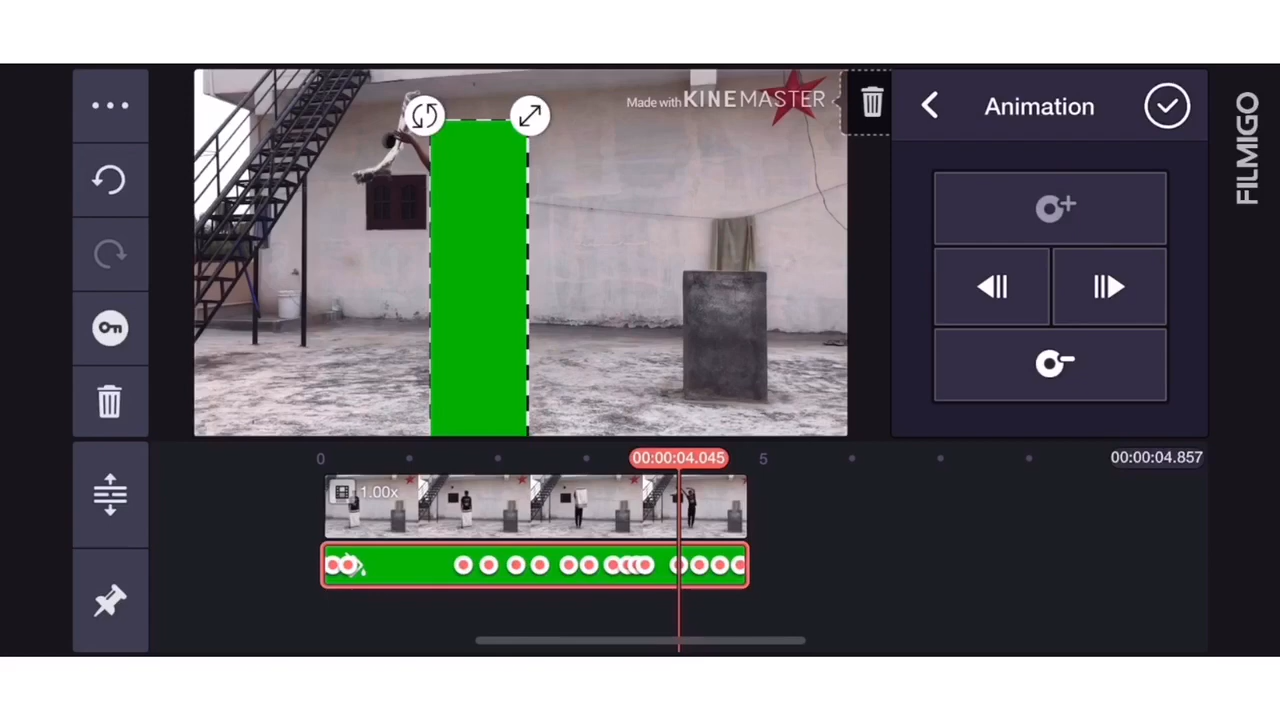 Made with KINEMASTER
Animation
FILMIGO
0
00:00:04.045
5
00:00:04.857
1.00x